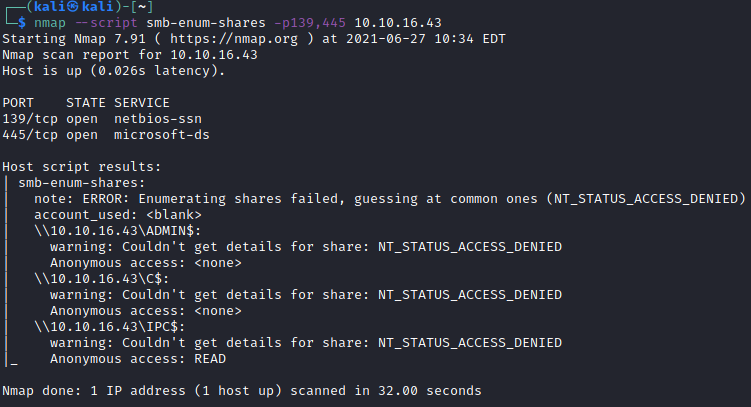 ┌──(kali㉿kali)-[~]
└─$ nmap --script smb-enum-shares -p139,445 10.10.16.43
Starting Nmap 7.91 ( https://nmap.org ) at 2021-06-27 10:34 EDT
Nmap scan report for 10.10.16.43
Host is up (0.026s latency).

PORT    STATE SERVICE
139/tcp open  netbios-ssn
445/tcp open  microsoft-ds

Host script results:
| smb-enum-shares:
|   note: ERROR: Enumerating shares failed, guessing at common ones (NT_STATUS_ACCESS_DENIED)
|   account_used: <blank>
|   \\10.10.16.43\ADMIN$:
|     warning: Couldn't get details for share: NT_STATUS_ACCESS_DENIED
|     Anonymous access: <none>
|   \\10.10.16.43\C$:
|     warning: Couldn't get details for share: NT_STATUS_ACCESS_DENIED
|     Anonymous access: <none>
|   \\10.10.16.43\IPC$:
|     warning: Couldn't get details for share: NT_STATUS_ACCESS_DENIED
|_    Anonymous access: READ

Nmap done: 1 IP address (1 host up) scanned in 32.00 seconds